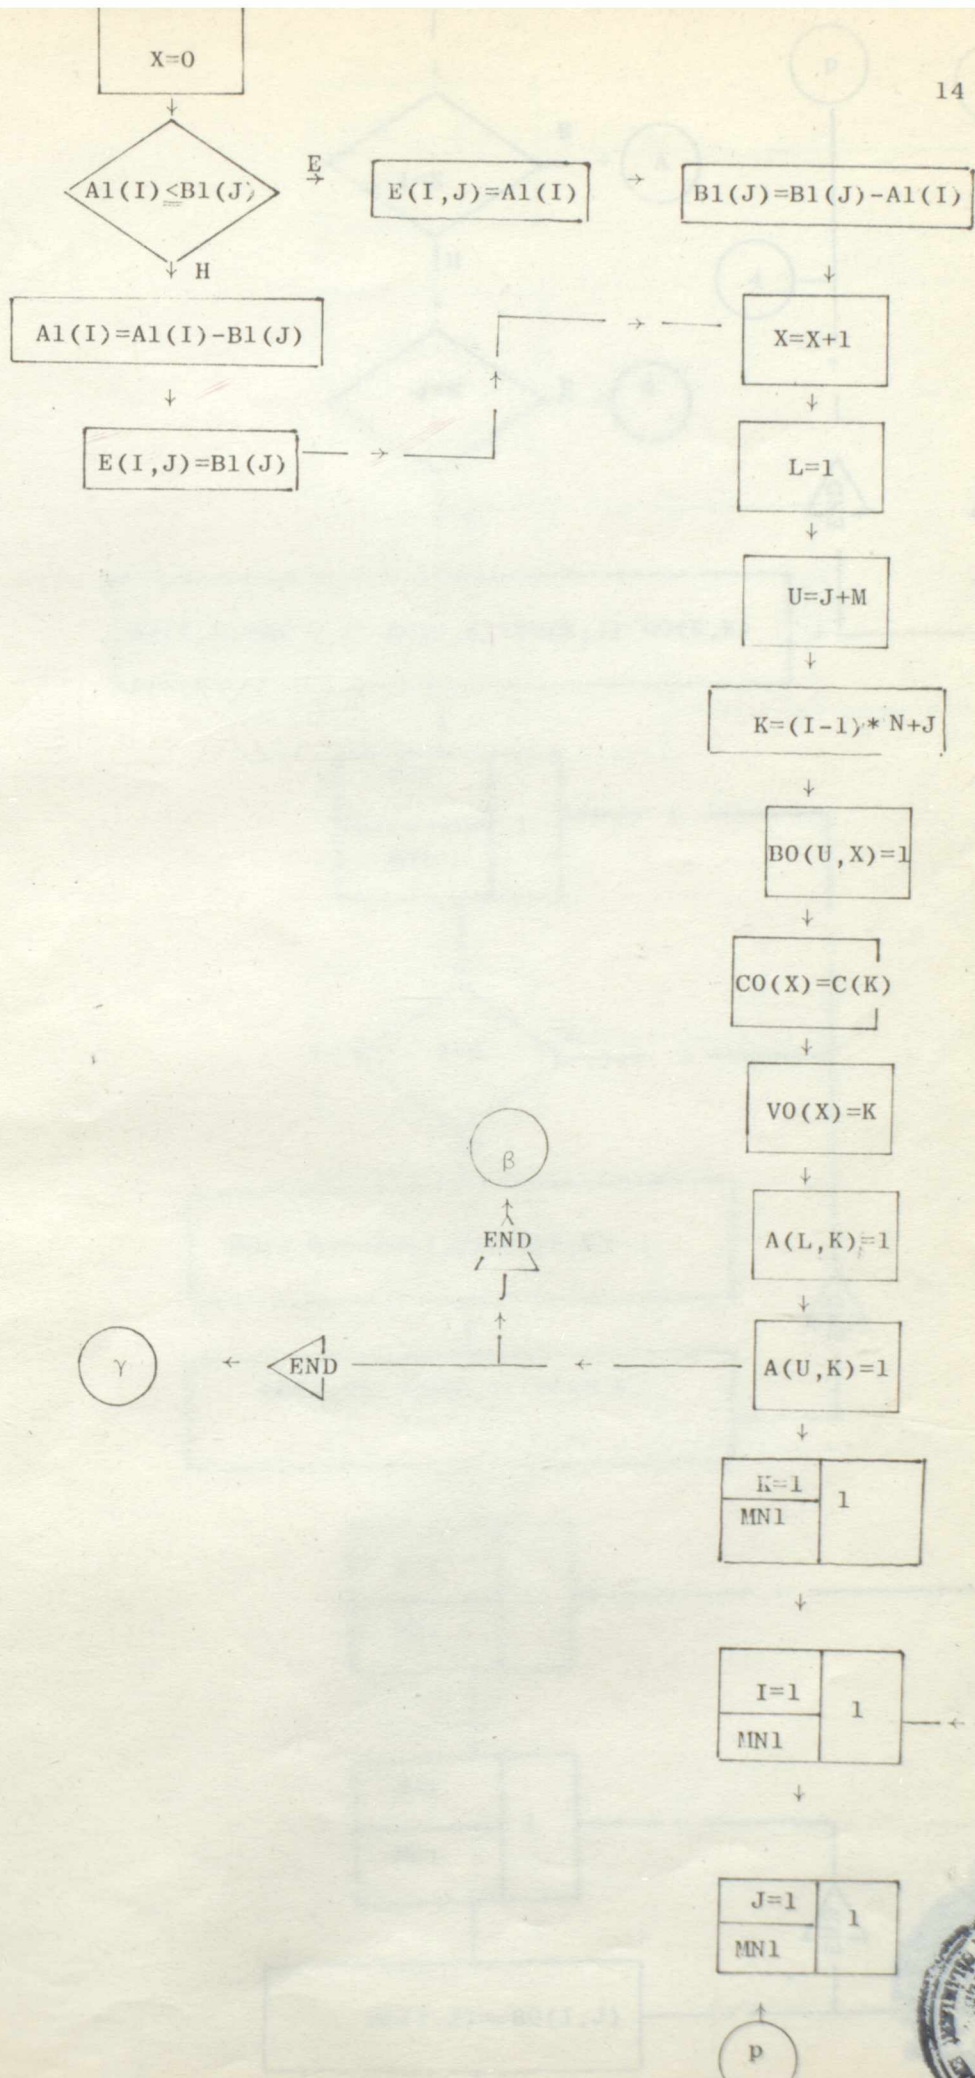 X=0
14
A1(I)≤B1(J)
E
E(I,J)=A1(I)
B1(J)=B1(J)-A1(I)
H
A1(I)=A1(I)-B1(J)
X=X+1
E(I,J)=B1(J)
L=1
U=J+M
K=(I-1)* N+J
BO(U,X)=1
CO(X)=C(K)
VO(X)=K
β
END
J
A(L,K)=1
γ
END
A(U,K)=1
K=1
1
MN1
I=1
1
MN1
J=1
1
MN1
p